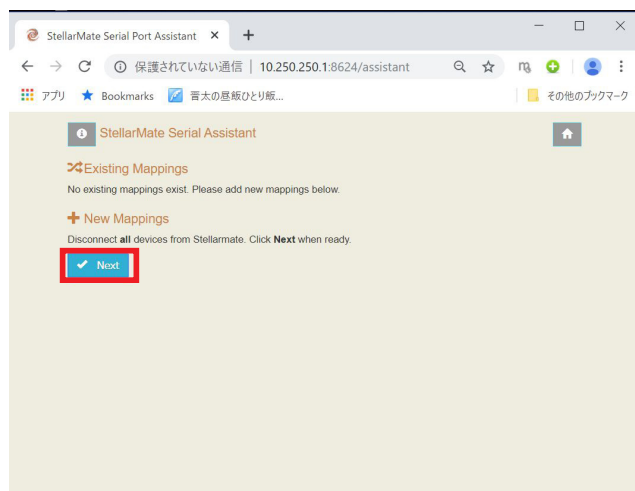 StellarMate Serial Port Assistant
保護されていない通信 | 10.250.250.1:8624/assistant
アプリ Bookmarks 晋太の昼飯ひとり飯... その他のブックマーク
StellarMate Serial Assistant
Existing Mappings
No existing mappings exist. Please add new mappings below.
New Mappings
Disconnect all devices from Stellarmate. Click Next when ready.
Next